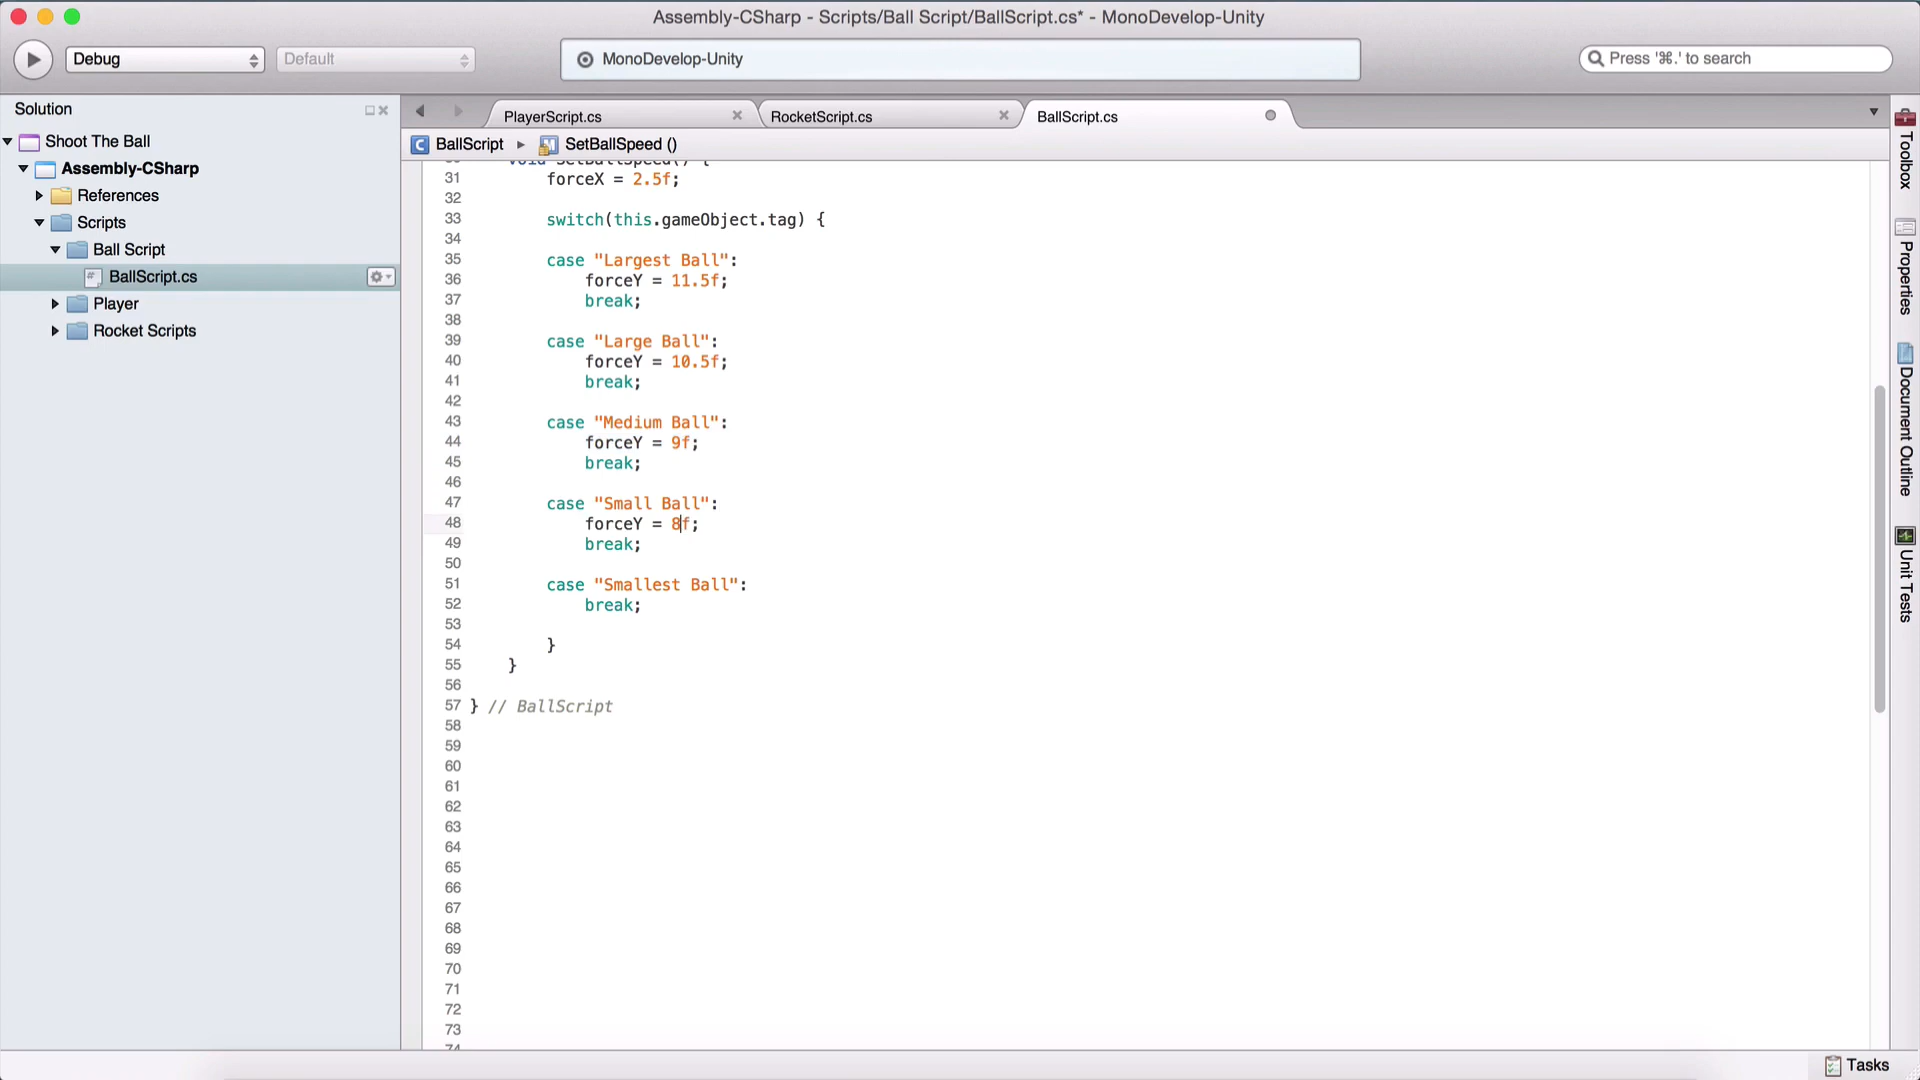 Assembly-CSharp - Scripts/Ball Script/BallScript.cs* - MonoDevelop-Unity
Debug
Default
MonoDevelop-Unity
Press '⌘.' to search
Solution
PlayerScript.cs
RocketScript.cs
BallScript.cs
Shoot The Ball
Assembly-CSharp
References
Scripts
Ball Script
BallScript.cs
Player
Rocket Scripts
BallScript
SetBallSpeed ()
30 void SetBallSpeed() {
31 forceX = 2.5f;
32
33 switch(this.gameObject.tag) {
34
35 case "Largest Ball":
36 forceY = 11.5f;
37 break;
38
39 case "Large Ball":
40 forceY = 10.5f;
41 break;
42
43 case "Medium Ball":
44 forceY = 9f;
45 break;
46
47 case "Small Ball":
48 forceY = 8f;
49 break;
50
51 case "Smallest Ball":
52 break;
53
54 }
55 }
56
57 } // BallScript
58
59
60
61
62
63
64
65
66
67
68
69
70
71
72
73
74
Toolbox
Properties
Document Outline
Unit Tests
Tasks